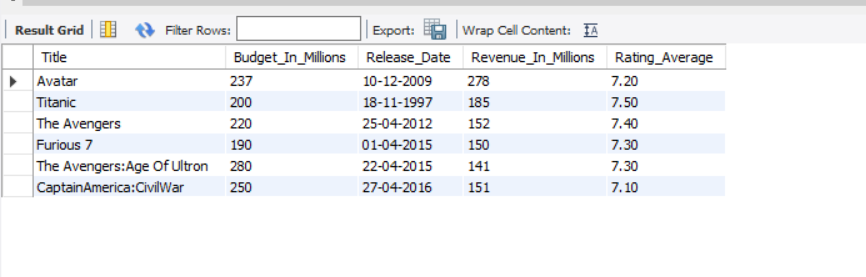 Result Grid Filter Rows: Export: Wrap Cell Content: IA
Title Budget_In_Millions Release_Date Revenue_In_Millions Rating_Average
Avatar 237 10-12-2009 278 7.20
Titanic 200 18-11-1997 185 7.50
The Avengers 220 25-04-2012 152 7.40
Furious 7 190 01-04-2015 150 7.30
The Avengers:Age Of Ultron 280 22-04-2015 141 7.30
CaptainAmerica:CivilWar 250 27-04-2016 151 7.10